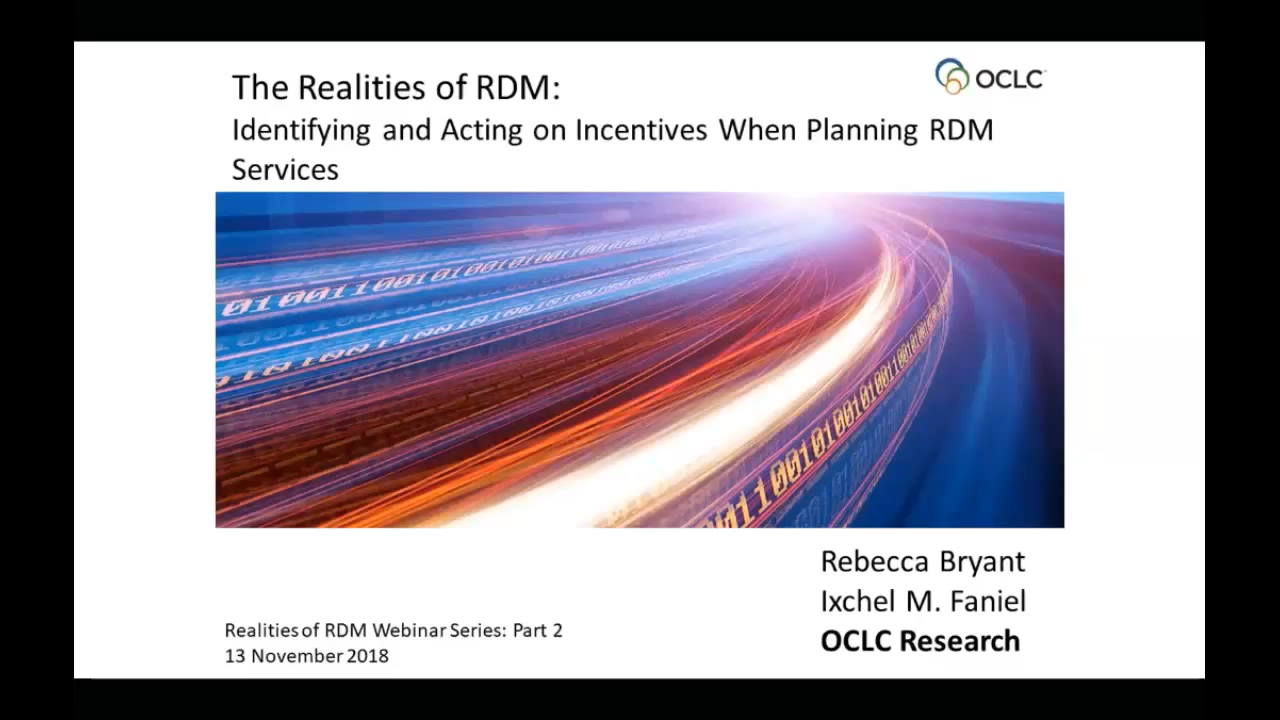 The Realities of RDM:
OCLC
Identifying and Acting on Incentives When Planning RDM
Services
Rebecca Bryant
Ixchel M. Faniel
OCLC Research
Realities of RDM Webinar Series: Part 2
13 November 2018